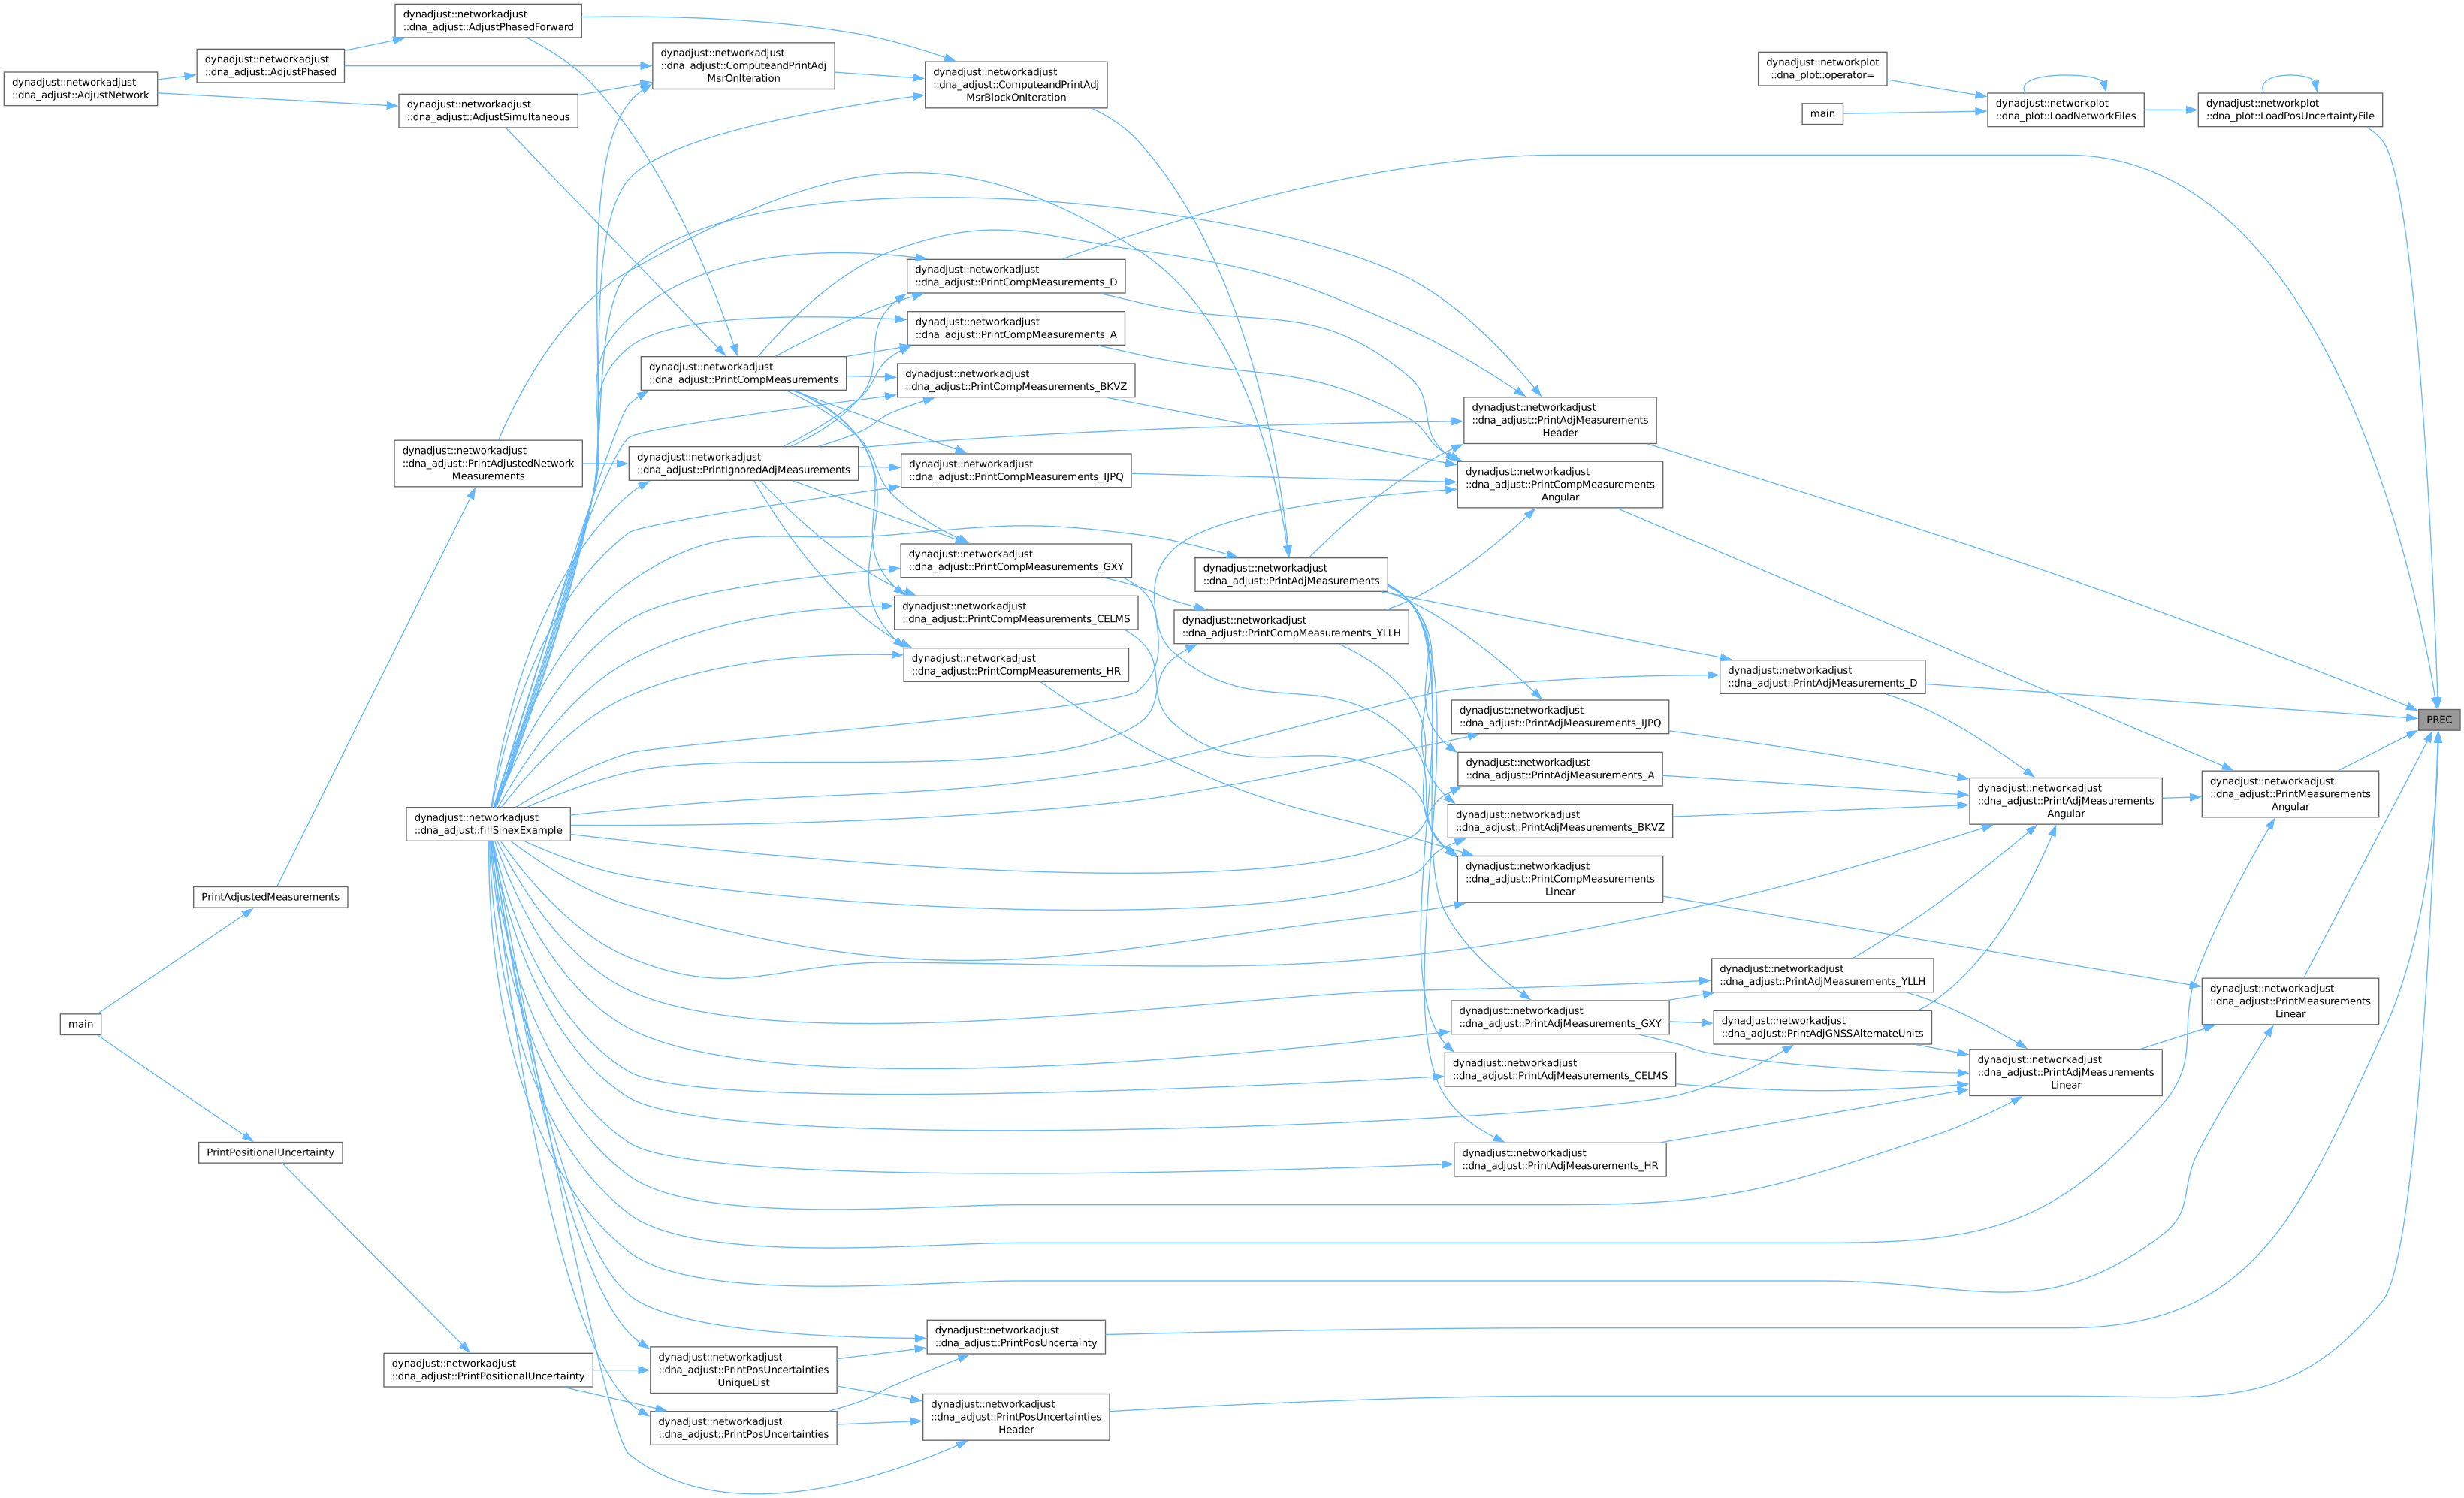 dynadjust::networkadjust
::dna_adjust::AdjustPhasedForward
dynadjust::networkadjust
::dna_adjust::AdjustPhased
dynadjust::networkadjust
::dna_adjust::AdjustNetwork
dynadjust::networkadjust
::dna_adjust::ComputeandPrintAdj
MsrOnIteration
dynadjust::networkadjust
::dna_adjust::AdjustSimultaneous
dynadjust::networkadjust
::dna_adjust::ComputeandPrintAdj
MsrBlockOnIteration
dynadjust::networkplot
::dna_plot::operator=
main
dynadjust::networkplot
::dna_plot::LoadNetworkFiles
dynadjust::networkplot
::dna_plot::LoadPosUncertaintyFile
dynadjust::networkadjust
::dna_adjust::PrintCompMeasurements_D
dynadjust::networkadjust
::dna_adjust::PrintCompMeasurements_A
dynadjust::networkadjust
::dna_adjust::PrintCompMeasurements
dynadjust::networkadjust
::dna_adjust::PrintCompMeasurements_BKVZ
dynadjust::networkadjust
::dna_adjust::PrintAdjMeasurements
Header
dynadjust::networkadjust
::dna_adjust::PrintAdjustedNetwork
Measurements
dynadjust::networkadjust
::dna_adjust::PrintIgnoredAdjMeasurements
dynadjust::networkadjust
::dna_adjust::PrintCompMeasurements_IJPQ
dynadjust::networkadjust
::dna_adjust::PrintCompMeasurements
Angular
dynadjust::networkadjust
::dna_adjust::PrintCompMeasurements_GXY
dynadjust::networkadjust
::dna_adjust::PrintAdjMeasurements
dynadjust::networkadjust
::dna_adjust::PrintCompMeasurements_CELMS
dynadjust::networkadjust
::dna_adjust::PrintCompMeasurements_YLLH
dynadjust::networkadjust
::dna_adjust::PrintCompMeasurements_HR
dynadjust::networkadjust
::dna_adjust::PrintAdjMeasurements_D
dynadjust::networkadjust
::dna_adjust::PrintAdjMeasurements_IJPQ
PREC
dynadjust::networkadjust
::dna_adjust::PrintAdjMeasurements_A
dynadjust::networkadjust
::dna_adjust::PrintAdjMeasurements
Angular
dynadjust::networkadjust
::dna_adjust::PrintMeasurements
Angular
dynadjust::networkadjust
::dna_adjust::fillSinexExample
dynadjust::networkadjust
::dna_adjust::PrintAdjMeasurements_BKVZ
dynadjust::networkadjust
::dna_adjust::PrintCompMeasurements
Linear
PrintAdjustedMeasurements
dynadjust::networkadjust
::dna_adjust::PrintAdjMeasurements_YLLH
dynadjust::networkadjust
::dna_adjust::PrintMeasurements
Linear
main
dynadjust::networkadjust
::dna_adjust::PrintAdjMeasurements_GXY
dynadjust::networkadjust
::dna_adjust::PrintAdjGNSSAlternateUnits
dynadjust::networkadjust
::dna_adjust::PrintAdjMeasurements_CELMS
dynadjust::networkadjust
::dna_adjust::PrintAdjMeasurements
Linear
PrintPositionalUncertainty
dynadjust::networkadjust
::dna_adjust::PrintAdjMeasurements_HR
dynadjust::networkadjust
::dna_adjust::PrintPosUncertainty
dynadjust::networkadjust
::dna_adjust::PrintPositionalUncertainty
dynadjust::networkadjust
::dna_adjust::PrintPosUncertainties
UniqueList
dynadjust::networkadjust
::dna_adjust::PrintPosUncertainties
dynadjust::networkadjust
::dna_adjust::PrintPosUncertainties
Header